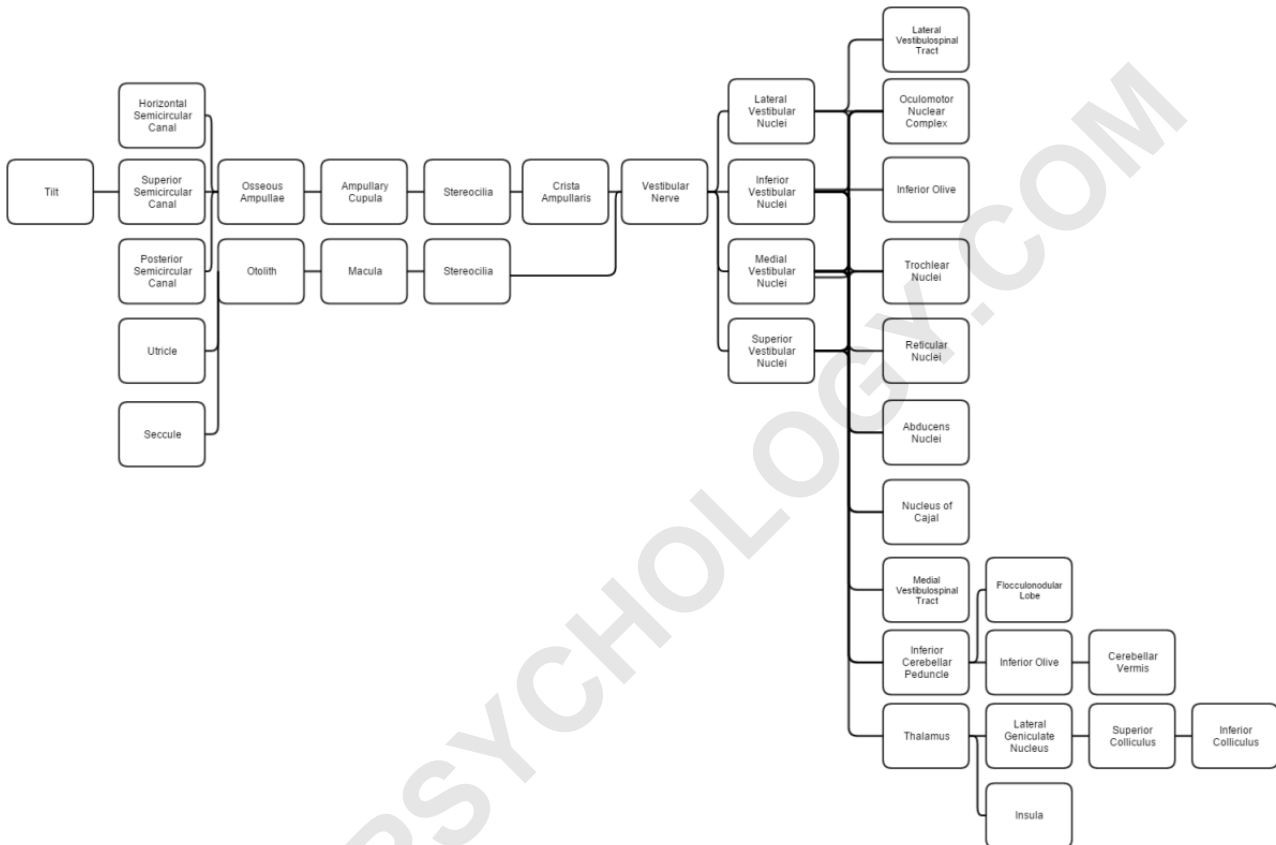 Lateral
Vestibulospinal
Tract
Horizontal
Semicircular
Canal
Lateral
Vestibular
Nuclei
Oculomotor
Nuclear
Complex
Tilt
Superior
Semicircular
Canal
Osseous
Ampullae
Ampullary
Cupula
Stereocilia
Crista
Ampullaris
Vestibular
Nerve
Inferior
Vestibular
Nuclei
Inferior Olive
Posterior
Semicircular
Canal
Otolith
Macula
Stereocilia
Medial
Vestibular
Nuclei
Trochlear
Nuclei
Utricle
Superior
Vestibular
Nuclei
Reticular
Nuclei
Seccule
Abducens
Nuclei
Nucleus of
Cajal
Medial
Vestibulospinal
Tract
Flocculonodular
Lobe
Inferior
Cerebellar
Peduncle
Inferior Olive
Cerebellar
Vermis
Thalamus
Lateral
Geniculate
Nucleus
Superior
Colliculus
Inferior
Colliculus
Insula
RSYCHOLOGY.COM